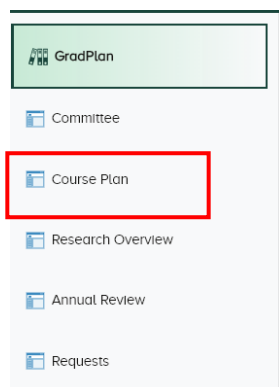 GradPlan
Committee
Course Plan
Research Overview
Annual Review
Requests